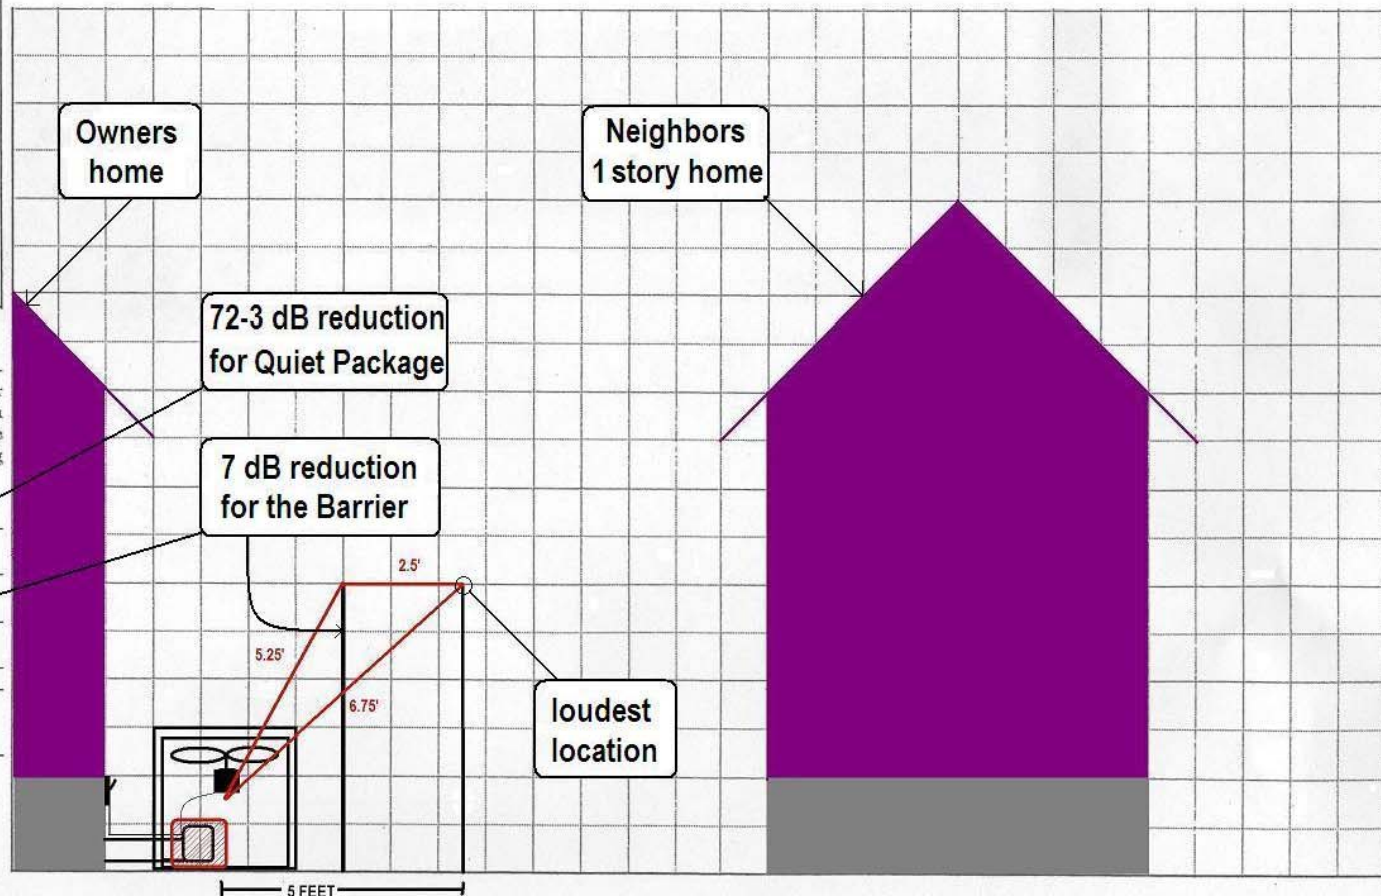 Owners
home
Neighbors
1 story home
72-3 dB reduction
for Quiet Package
7 dB reduction
for the Barrier
2.5'
5.25'
6.75'
loudest
location
5 FEET